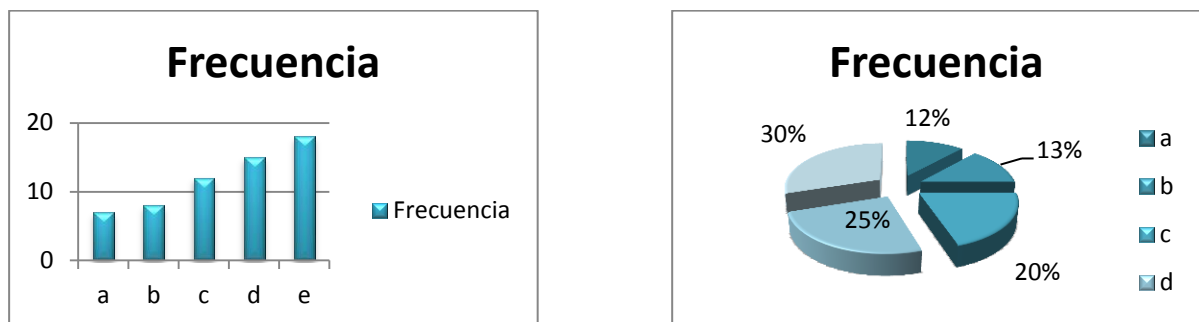 Frecuencia
20
10
0
a b c d e
Frecuencia
Frecuencia
12%
30%
13%
25%
20%
a
b
c
d